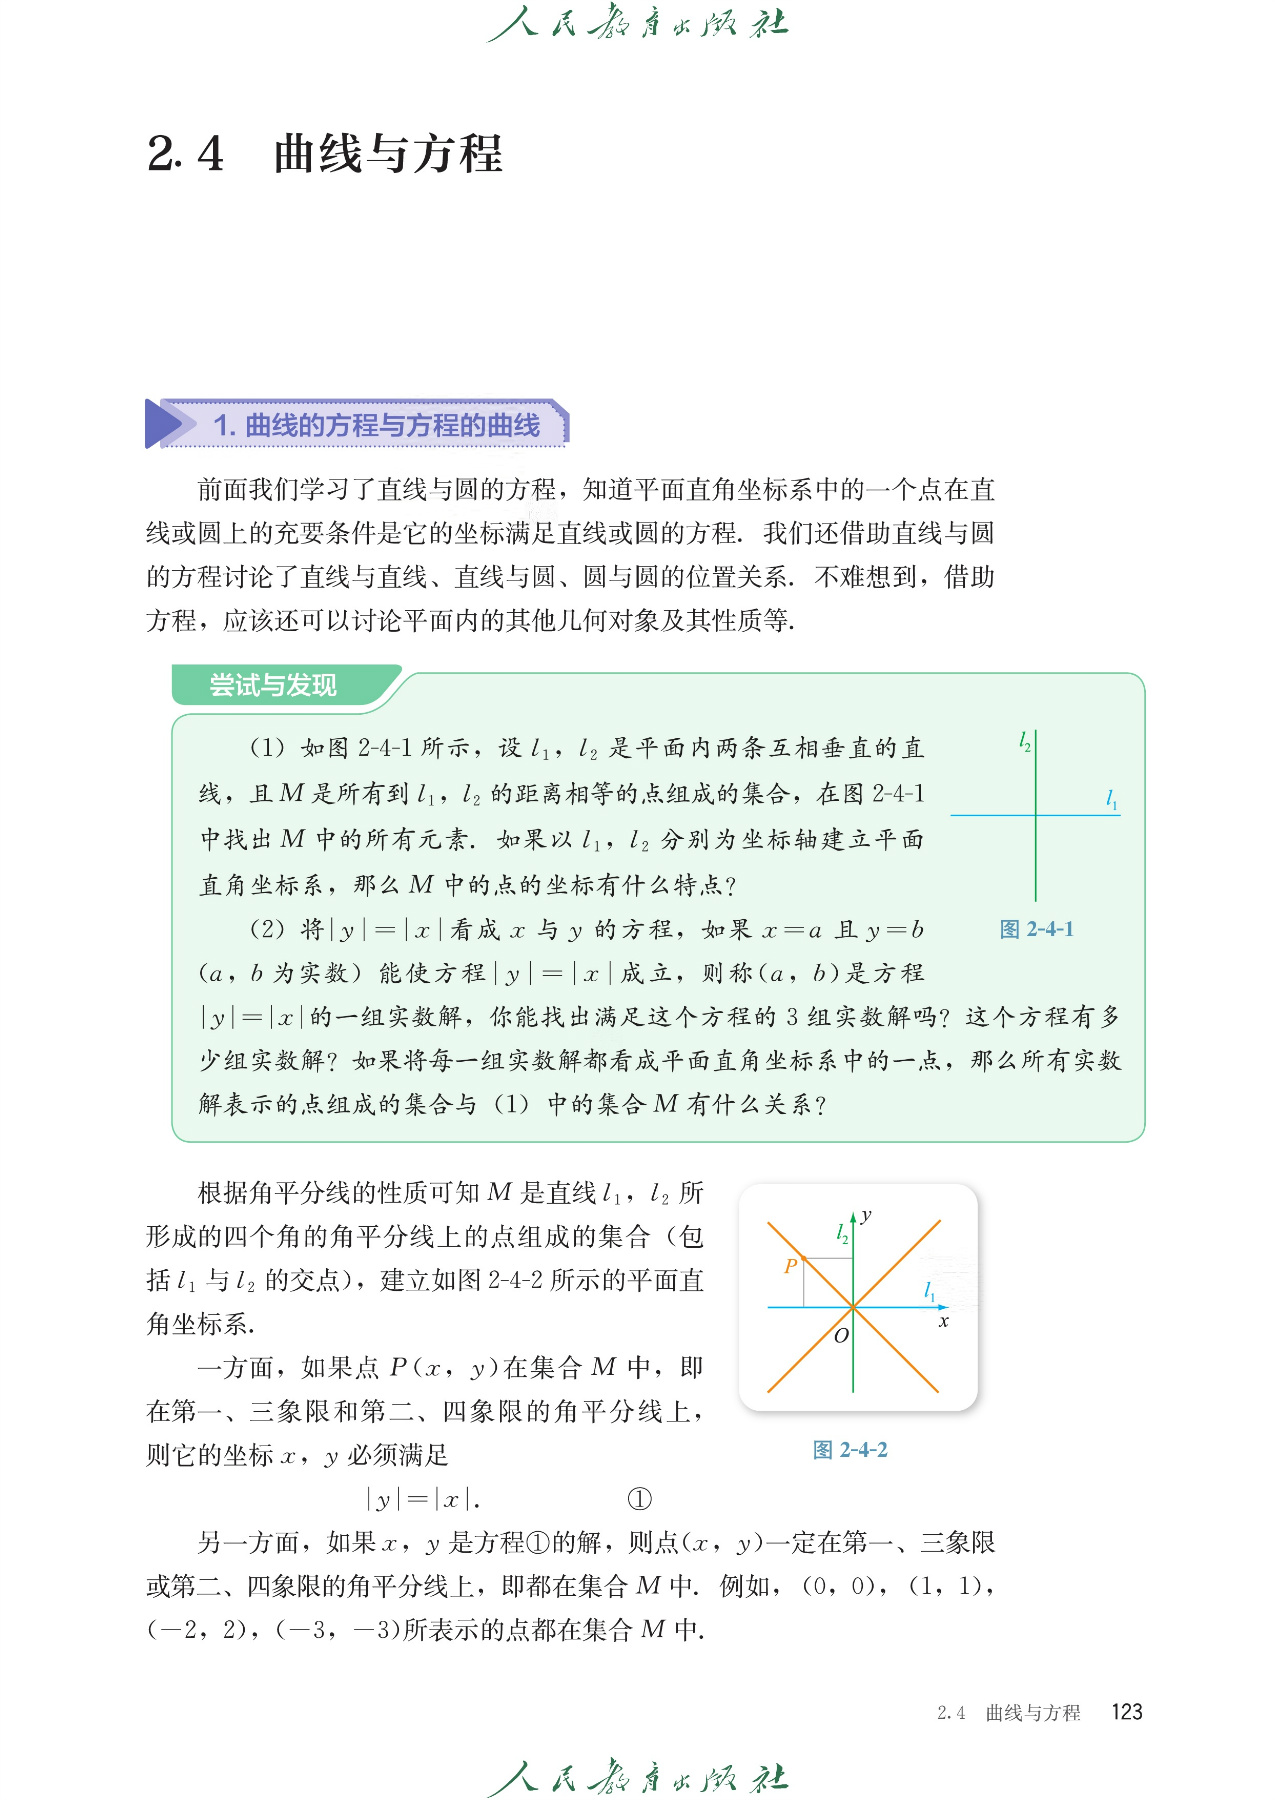 人民教育出版社
2.4 曲线与方程
1. 曲线的方程与方程的曲线
前面我们学习了直线与圆的方程，知道平面直角坐标系中的一个点在直
线或圆上的充要条件是它的坐标满足直线或圆的方程．我们还借助直线与圆
的方程讨论了直线与直线、直线与圆、圆与圆的位置关系．不难想到，借助
方程，应该还可以讨论平面内的其他几何对象及其性质等．
尝试与发现
（1）如图 2-4-1 所示，设 l₁，l₂ 是平面内两条互相垂直的直
线，且 M 是所有到 l₁，l₂ 的距离相等的点组成的集合，在图 2-4-1
中找出 M 中的所有元素．如果以 l₁，l₂ 分别为坐标轴建立平面
直角坐标系，那么 M 中的点的坐标有什么特点？
l₂
l₁
图 2-4-1
（2）将|y|=|x|看成 x 与 y 的方程，如果 x=a 且 y=b
(a，b 为实数）能使方程|y|=|x|成立，则称(a，b)是方程
|y|=|x|的一组实数解，你能找出满足这个方程的 3 组实数解吗？这个方程有多
少组实数解？如果将每一组实数解都看成平面直角坐标系中的一点，那么所有实数
解表示的点组成的集合与（1）中的集合 M 有什么关系？
根据角平分线的性质可知 M 是直线 l₁，l₂ 所
形成的四个角的角平分线上的点组成的集合（包
括 l₁ 与 l₂ 的交点），建立如图 2-4-2 所示的平面直
角坐标系．
一方面，如果点 P(x，y)在集合 M 中，即
在第一、三象限和第二、四象限的角平分线上，
则它的坐标 x，y 必须满足
|y|=|x|． ①
y
l₂
P
l₁
x
O
图 2-4-2
另一方面，如果 x，y 是方程①的解，则点(x，y)一定在第一、三象限
或第二、四象限的角平分线上，即都在集合 M 中．例如，(0，0)，(1，1)，
(−2，2)，(−3，−3)所表示的点都在集合 M 中．
2.4 曲线与方程 123
人民教育出版社